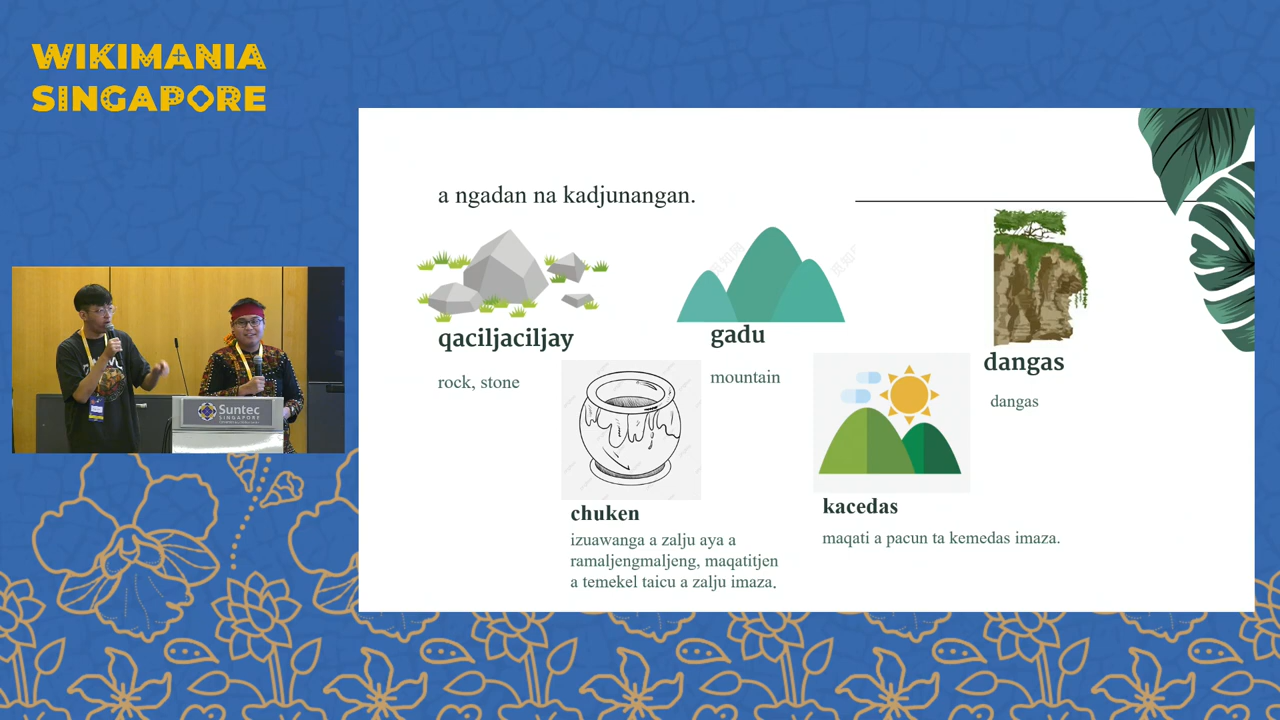 WIKIMANIA
SINGAPORE
a ngadan na kadjunangan.
qaciljaciljay
rock, stone
gadu
mountain
dangas
dangas
chuken
izuawanga a zalju aya a
ramaljengmaljeng, maqatitjen
a temekel taicu a zalju imaza.
kacedas
maqati a pacun ta kemedas imaza.
Suntec
SINGAPORE